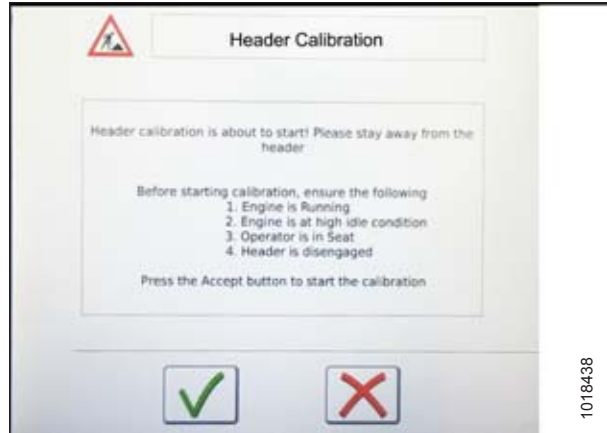 Header Calibration
Header calibration is about to start! Please stay away from the
header
Before starting calibration, ensure the following
1. Engine is Running
2. Engine is at high idle condition
3. Operator is in Seat
4. Header is disengaged
Press the Accept button to start the calibration
1018438